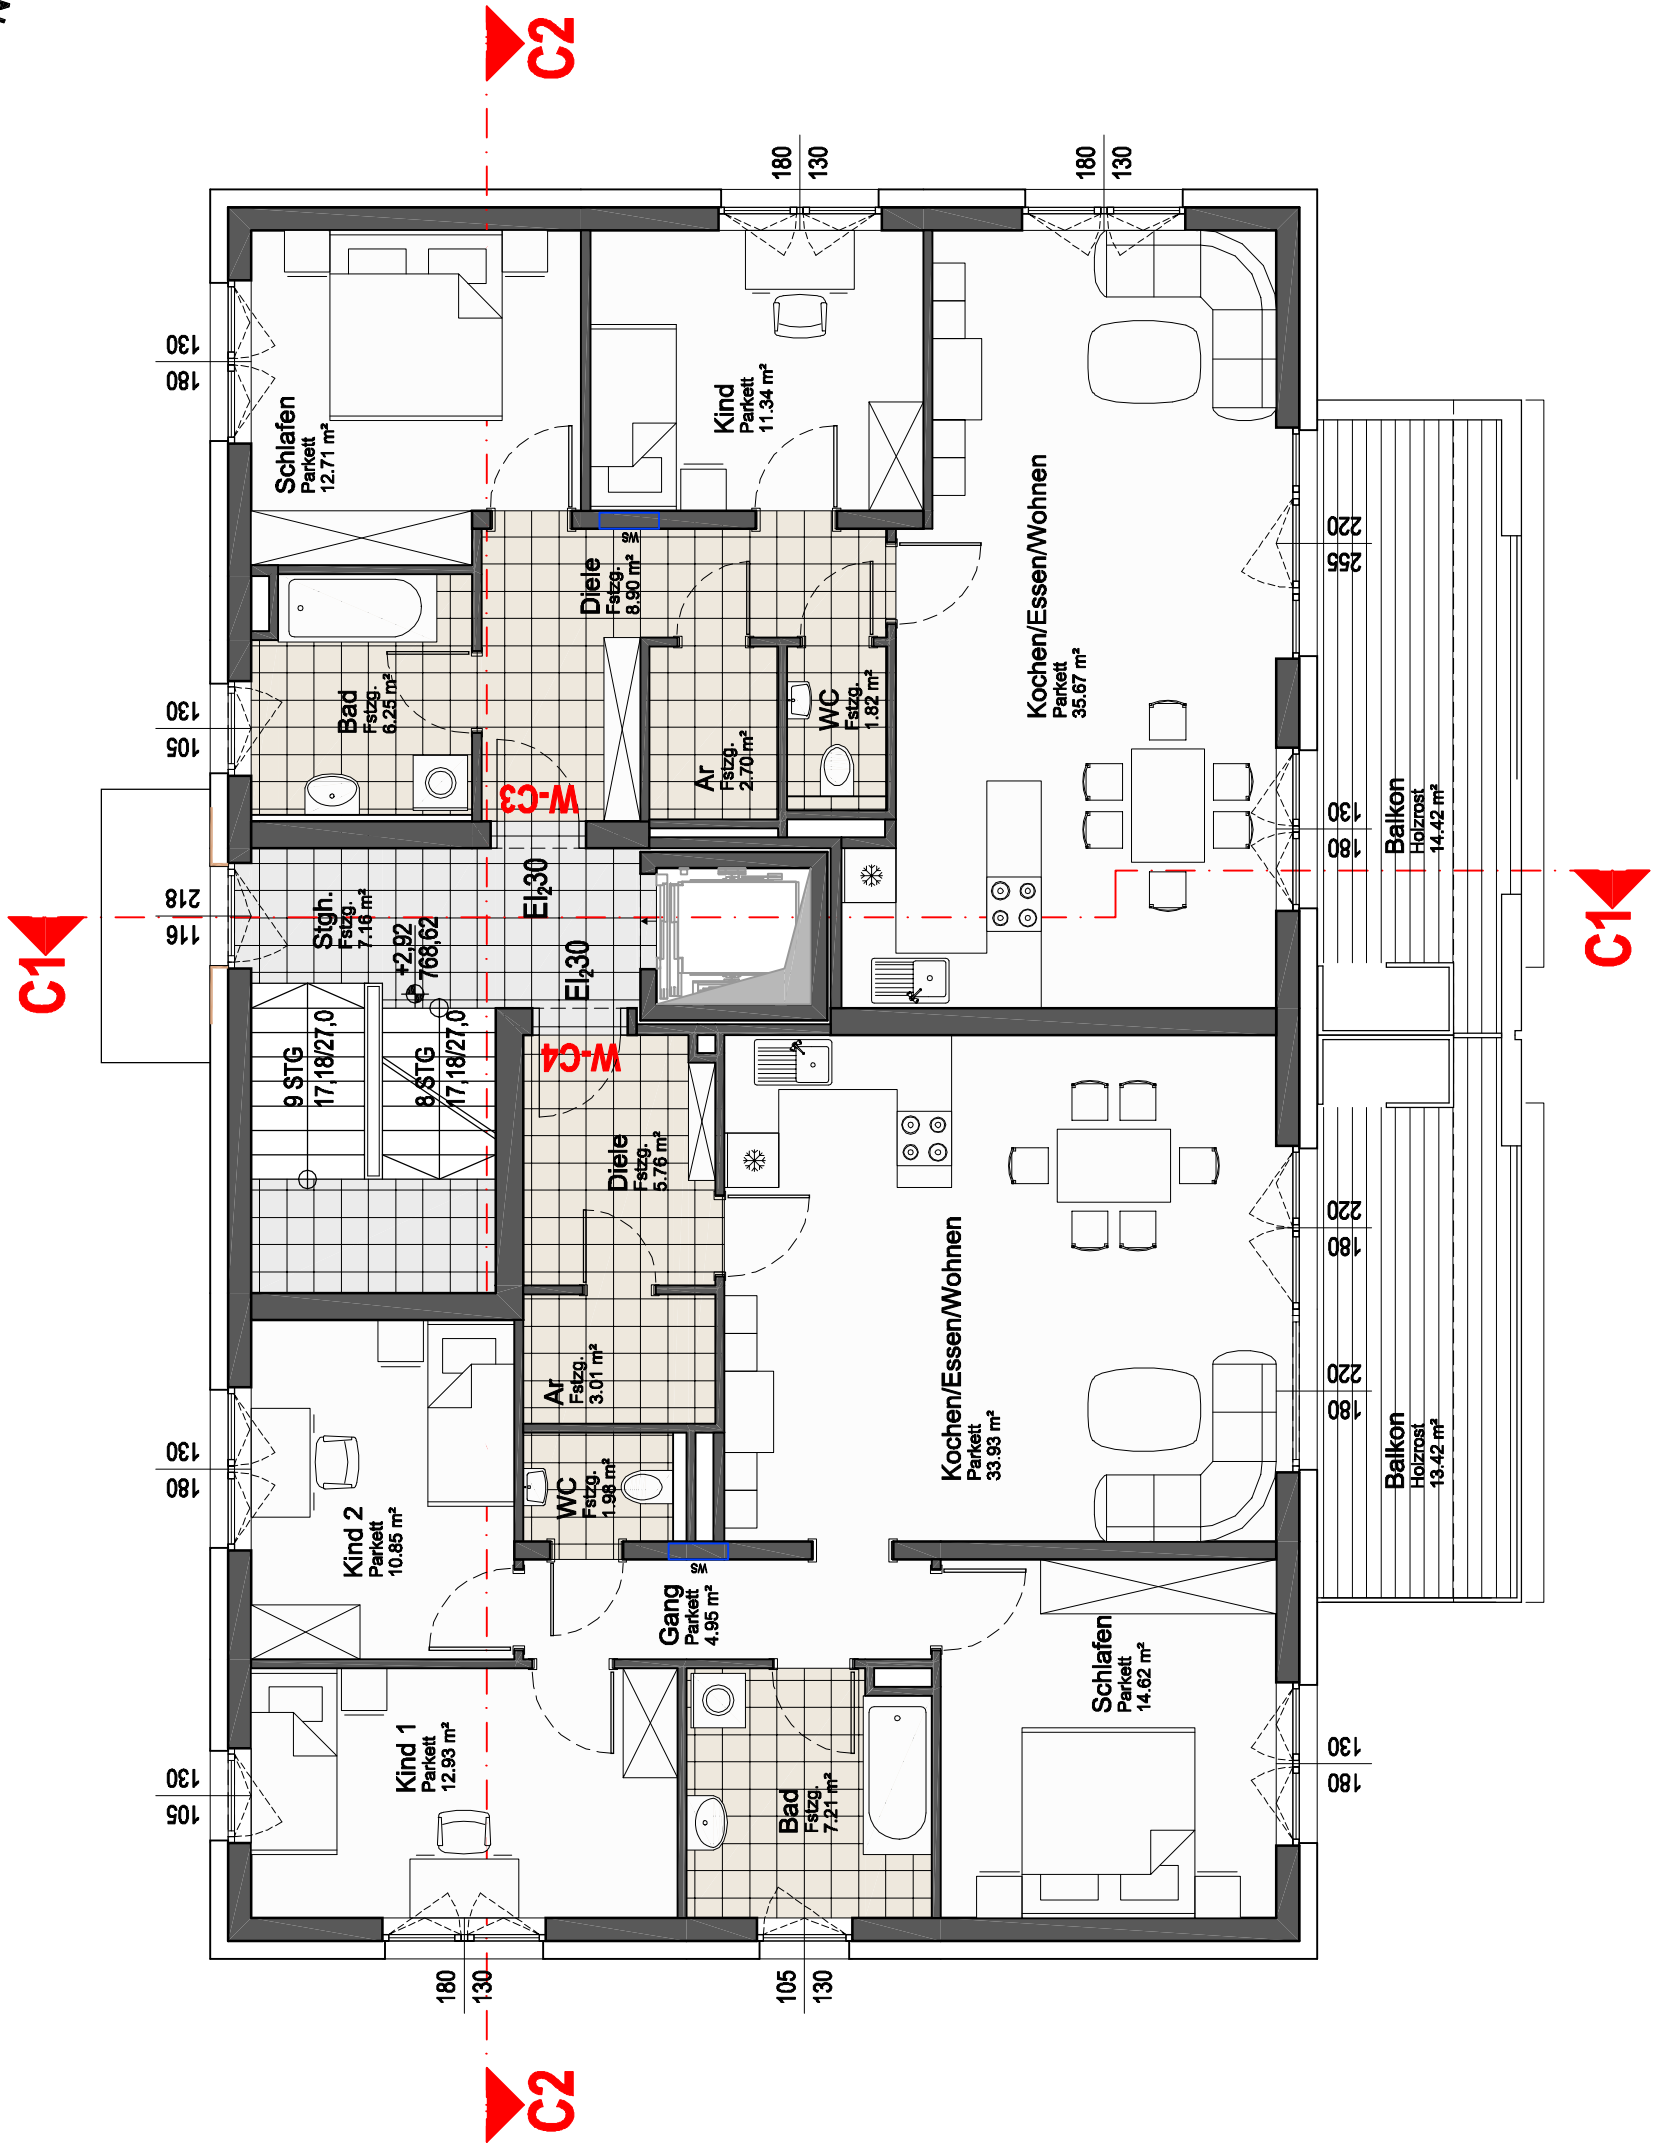 C2
180
130
180
130
130
180
Schlafen
Parkett
12.71 m²
Kind
Parkett
11.34 m²
Kochen/Essen/Wohnen
Parkett
35.67 m²
WS
Diele
Fstzg.
8.90 m²
220
255
130
105
Bad
Fstzg.
6.25 m²
Ar
Fstzg.
2.70 m²
WC
Fstzg.
1.82 m²
130
180
Balkon
Holzrost
14.42 m²
W-C3
C1
218
116
Stgh.
Fstzg.
7.16 m²
+2,92
768,62
EI₂30
EI₂30
C1
9 STG
17,18/27,0
8 STG
17,18/27,0
W-C4
Diele
Fstzg.
5.76 m²
220
180
Kochen/Essen/Wohnen
Parkett
33.93 m²
220
180
Balkon
Holzrost
13.42 m²
Ar
Fstzg.
3.01 m²
WC
Fstzg.
1.98 m²
130
180
Kind 2
Parkett
10.85 m²
WS
Gang
Parkett
4.95 m²
Schlafen
Parkett
14.62 m²
130
105
Kind 1
Parkett
12.93 m²
Bad
Fstzg.
7.21 m²
130
180
180
130
105
130
C2